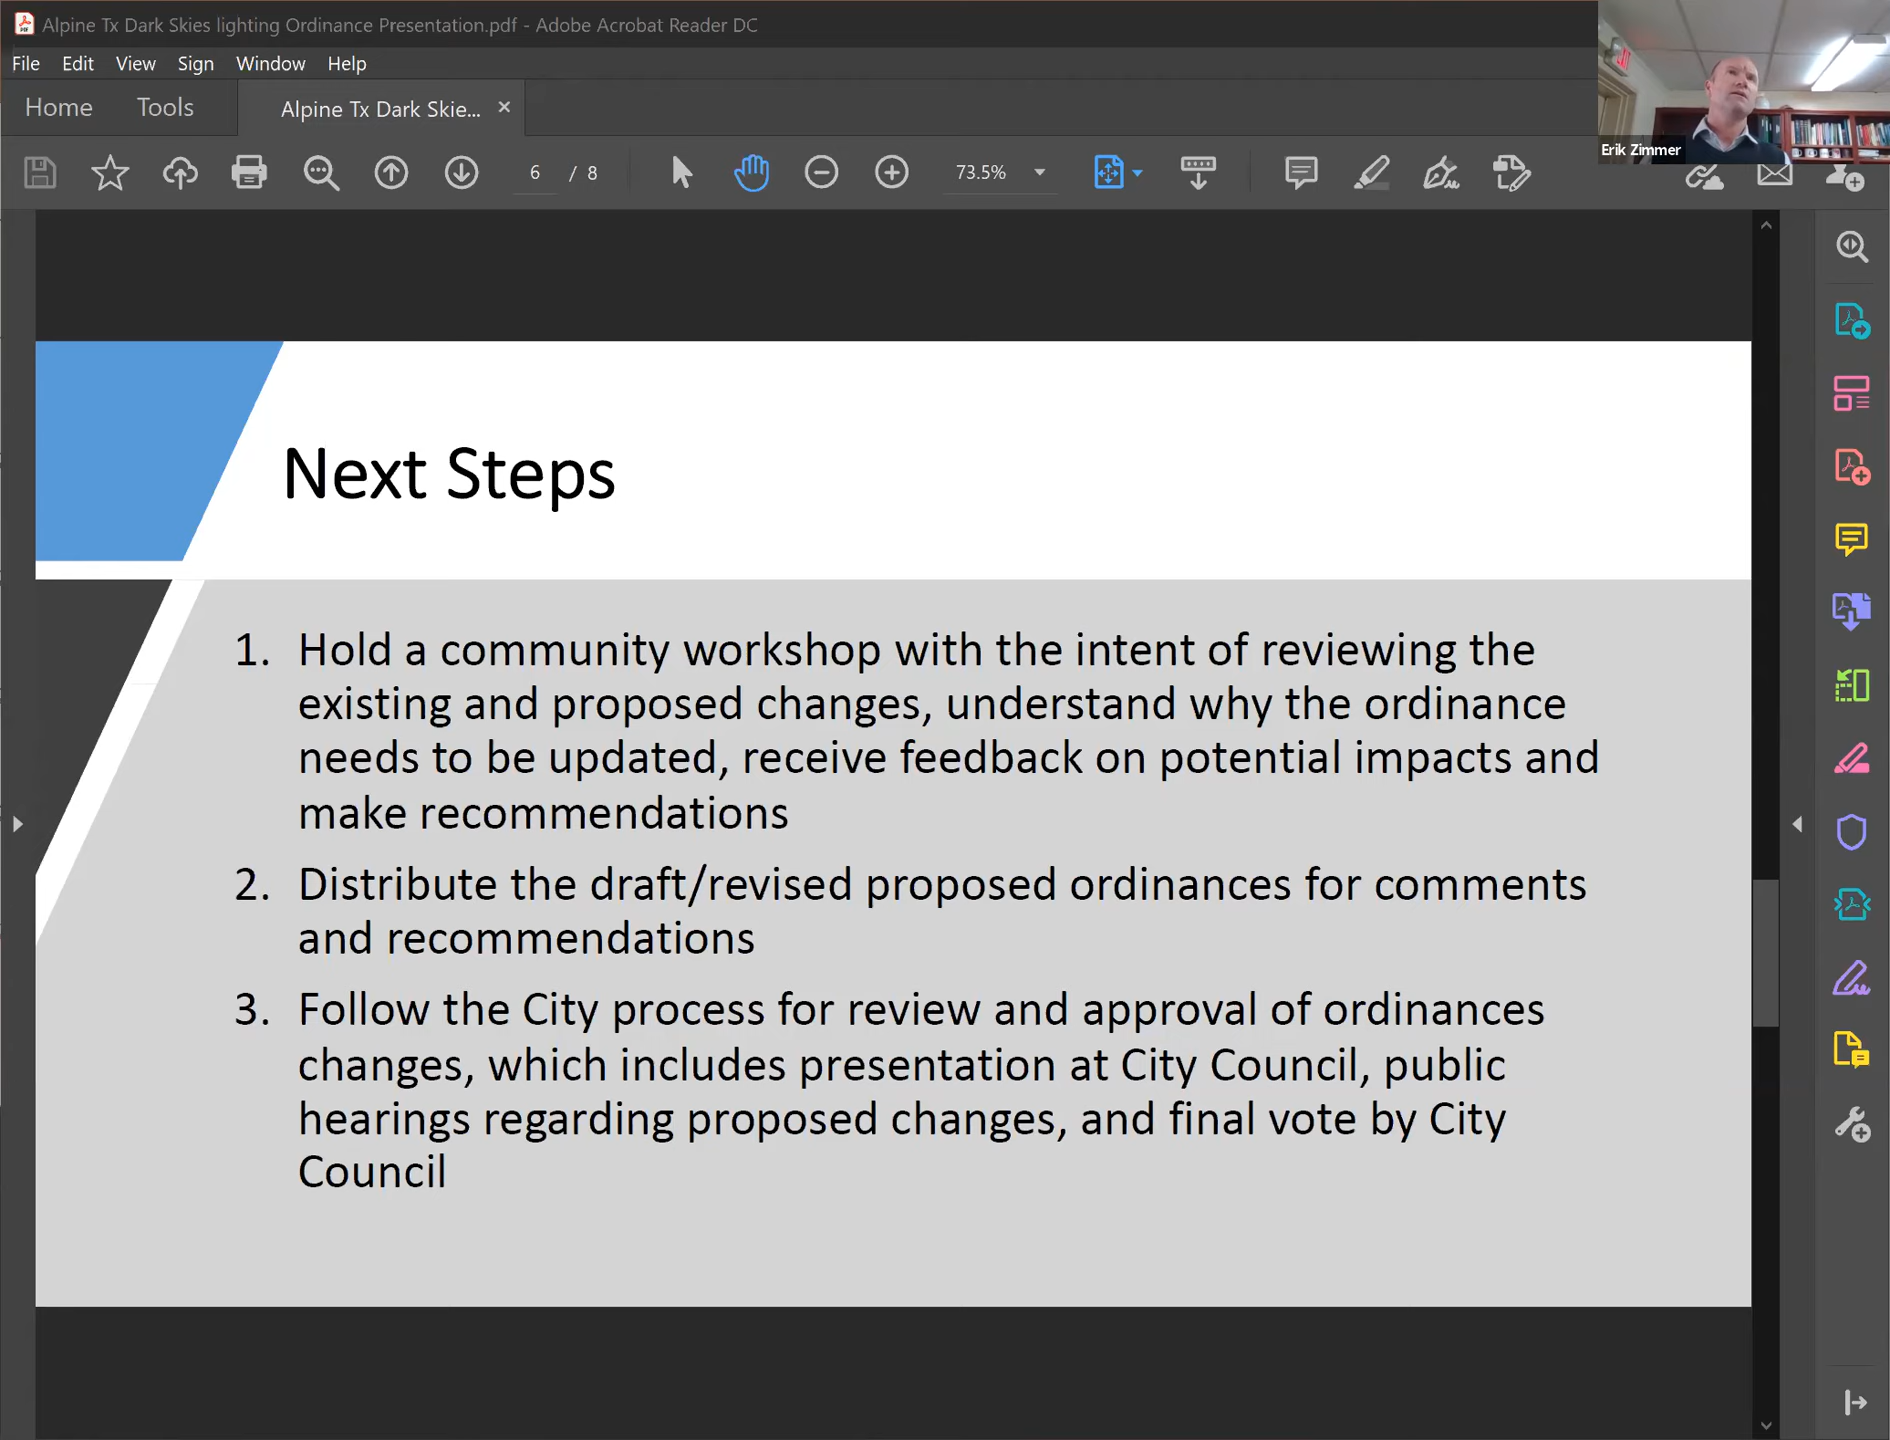 Alpine Tx Dark Skies lighting Ordinance Presentation.pdf - Adobe Acrobat Reader DC
File Edit View Sign Window Help
Home Tools Alpine Tx Dark Skie... ×
Erik Zimmer
6 / 8 73.5%
Next Steps
1. Hold a community workshop with the intent of reviewing the
existing and proposed changes, understand why the ordinance
needs to be updated, receive feedback on potential impacts and
make recommendations
2. Distribute the draft/revised proposed ordinances for comments
and recommendations
3. Follow the City process for review and approval of ordinances
changes, which includes presentation at City Council, public
hearings regarding proposed changes, and final vote by City
Council